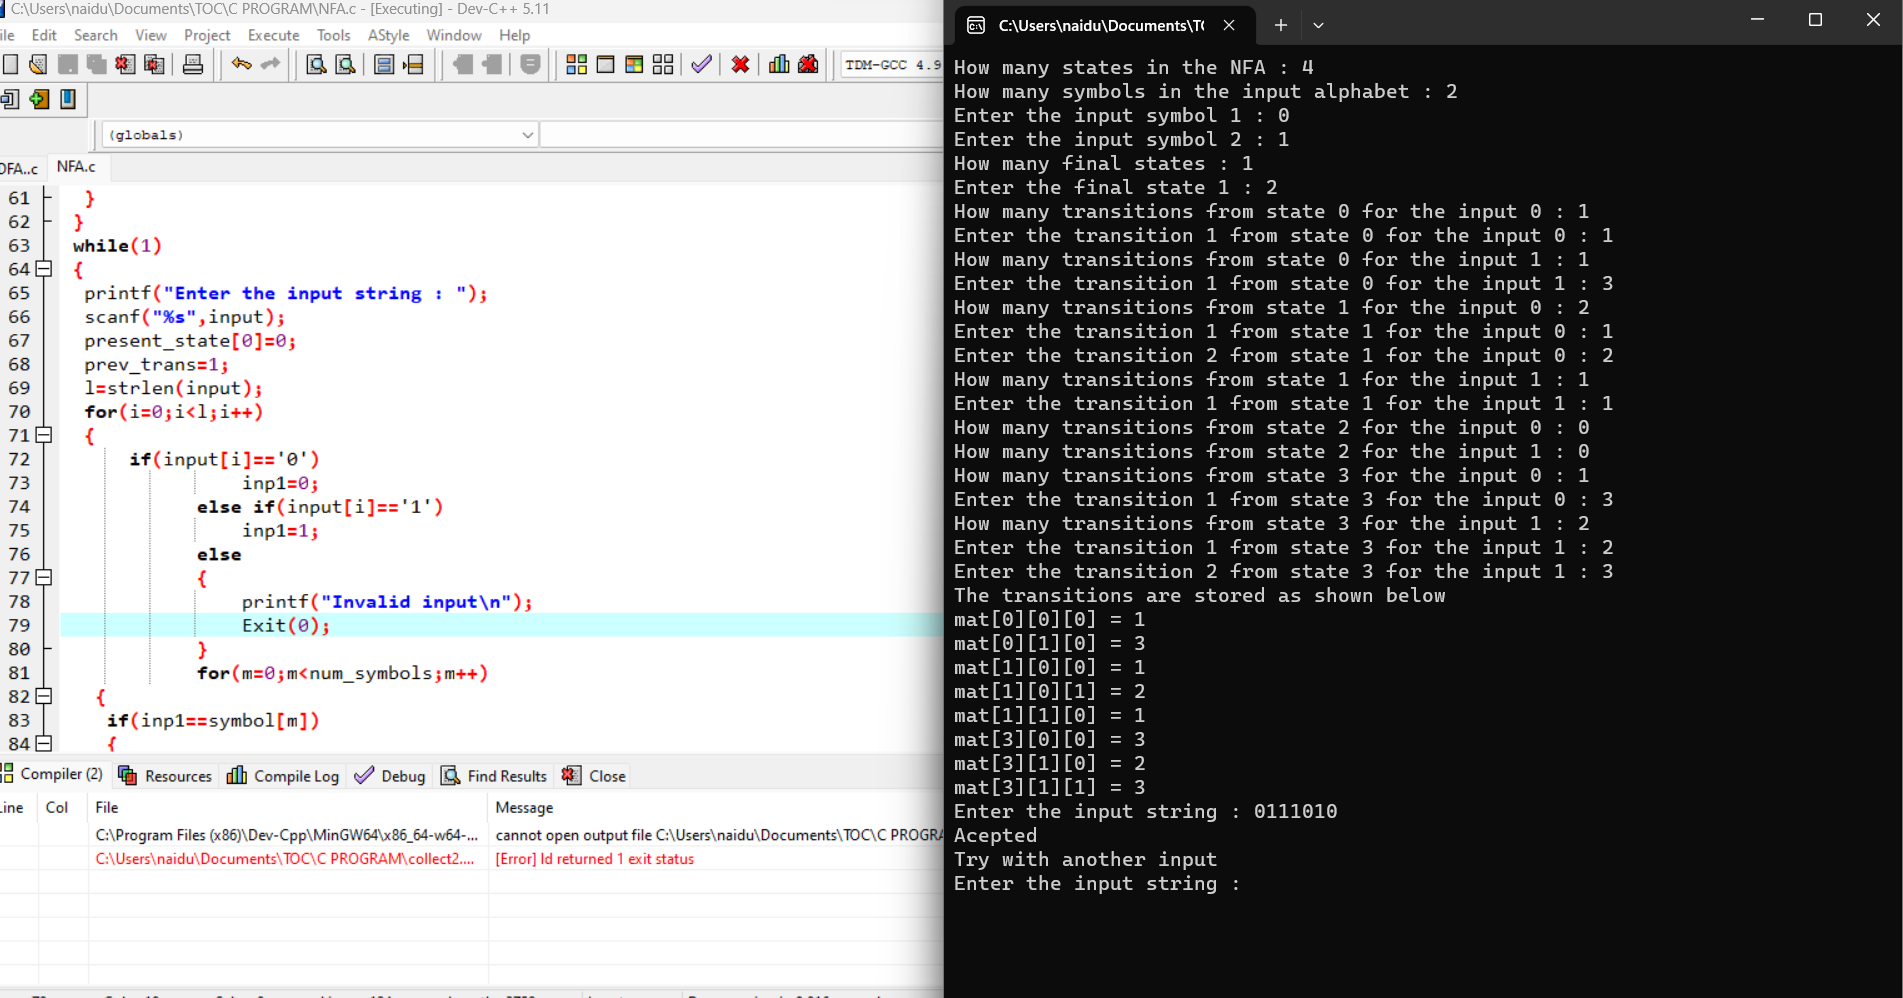 C:\Users\naidu\Documents\TOC\C PROGRAM\NFA.c - [Executing] - Dev-C++ 5.11
Edit Search View Project Execute Tools AStyle Window Help
TDM-GCC 4.9
(globals)
NFA.c
61 }
62 }
63 while(1)
64 {
65 printf("Enter the input string : ");
66 scanf("%s",input);
67 present_state[0]=0;
68 prev_trans=1;
69 l=strlen(input);
70 for(i=0;i<l;i++)
71 {
72 if(input[i]=='0')
73 inp1=0;
74 else if(input[i]=='1')
75 inp1=1;
76 else
77 {
78 printf("Invalid input\n");
79 Exit(0);
80 }
81 for(m=0;m<num_symbols;m++)
82 {
83 if(inp1==symbol[m])
84 {
Compiler (2) Resources Compile Log Debug Find Results Close
Col File Message
C:\Program Files (x86)\Dev-Cpp\MinGW64\x86_64-w64-... cannot open output file C:\Users\naidu\Documents\TOC\C PROGRA
C:\Users\naidu\Documents\TOC\C PROGRAM\collect2.... [Error] ld returned 1 exit status
C:\Users\naidu\Documents\T
How many states in the NFA : 4
How many symbols in the input alphabet : 2
Enter the input symbol 1 : 0
Enter the input symbol 2 : 1
How many final states : 1
Enter the final state 1 : 2
How many transitions from state 0 for the input 0 : 1
Enter the transition 1 from state 0 for the input 0 : 1
How many transitions from state 0 for the input 1 : 1
Enter the transition 1 from state 0 for the input 1 : 3
How many transitions from state 1 for the input 0 : 2
Enter the transition 1 from state 1 for the input 0 : 1
Enter the transition 2 from state 1 for the input 0 : 2
How many transitions from state 1 for the input 1 : 1
Enter the transition 1 from state 1 for the input 1 : 1
How many transitions from state 2 for the input 0 : 0
How many transitions from state 2 for the input 1 : 0
How many transitions from state 3 for the input 0 : 1
Enter the transition 1 from state 3 for the input 0 : 3
How many transitions from state 3 for the input 1 : 2
Enter the transition 1 from state 3 for the input 1 : 2
Enter the transition 2 from state 3 for the input 1 : 3
The transitions are stored as shown below
mat[0][0][0] = 1
mat[0][1][0] = 3
mat[1][0][0] = 1
mat[1][0][1] = 2
mat[1][1][0] = 1
mat[3][0][0] = 3
mat[3][1][0] = 2
mat[3][1][1] = 3
Enter the input string : 0111010
Acepted
Try with another input
Enter the input string :